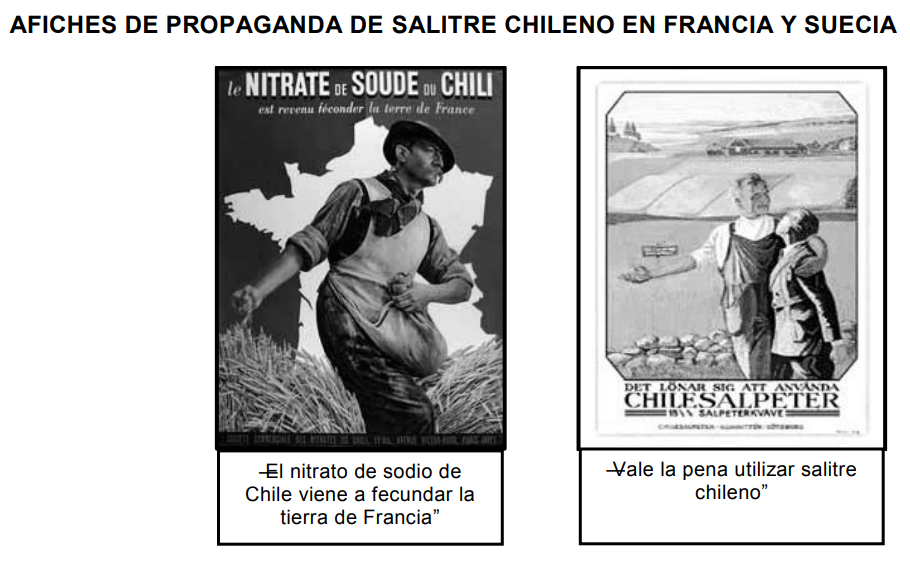 AFICHES DE PROPAGANDA DE SALITRE CHILENO EN FRANCIA Y SUECIA
le NITRATE DE SOUDE DU CHILI
est revenu féconder la terre de France
SOCIÉTÉ COMMERCIALE DES NITRATES DU CHILI, AVENUE VICTOR-HUGO, PARIS
―El nitrato de sodio de
Chile viene a fecundar la
tierra de Francia”
DET LÖNAR SIG ATT ANVÄNDA
CHILESALPETER
15½% SALPETERKVÄVE
CHILESALPETER-KOMMITTÉN-GÖTEBORG
―Vale la pena utilizar salitre
chileno”